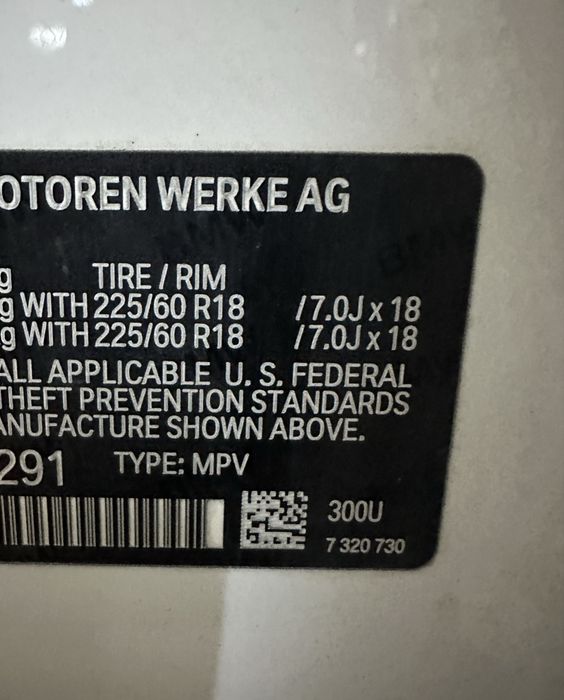 OTOREN WERKE AG
g TIRE / RIM
g WITH 225/60 R18 / 7.0J x 18
g WITH 225/60 R18 / 7.0J x 18
ALL APPLICABLE U. S. FEDERAL
THEFT PREVENTION STANDARDS
ANUFACTURE SHOWN ABOVE.
291 TYPE: MPV
300U
7 320 730